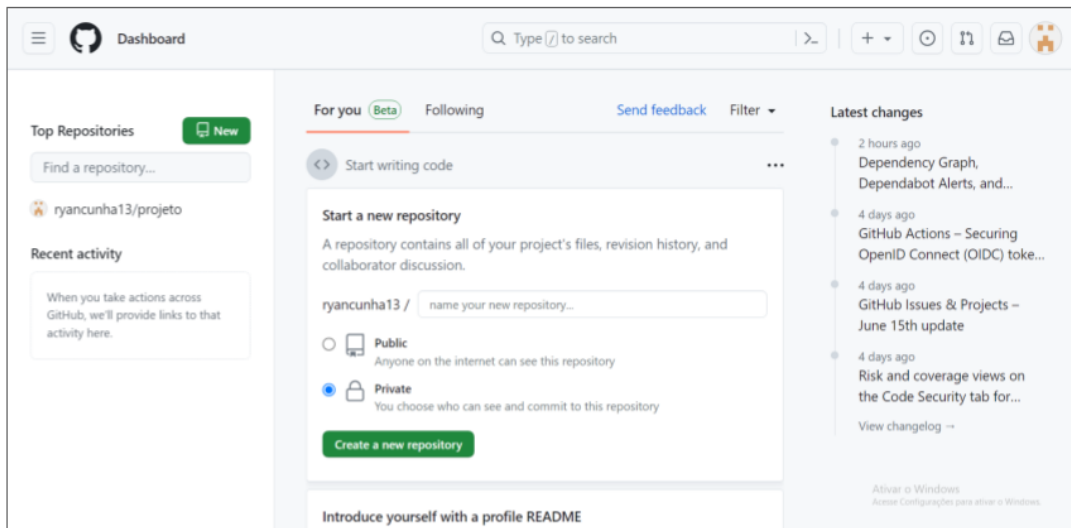 Dashboard
Type / to search
Top Repositories
New
Find a repository...
ryancunha13/projeto
Recent activity
When you take actions across
GitHub, we'll provide links to that
activity here.
For you Beta Following Send feedback Filter
Start writing code
Start a new repository
A repository contains all of your project's files, revision history, and
collaborator discussion.
ryancunha13 / name your new repository...
Public
Anyone on the internet can see this repository
Private
You choose who can see and commit to this repository
Create a new repository
Introduce yourself with a profile README
Latest changes
2 hours ago
Dependency Graph,
Dependabot Alerts, and...
4 days ago
GitHub Actions – Securing
OpenID Connect (OIDC) toke...
4 days ago
GitHub Issues & Projects –
June 15th update
4 days ago
Risk and coverage views on
the Code Security tab for...
View changelog →
Ativar o Windows
Acesse Configurações para ativar o Windows.